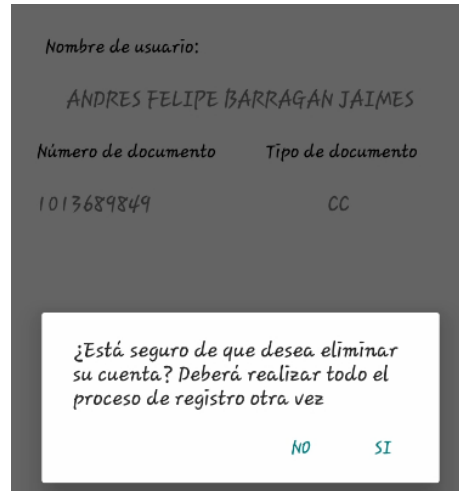 Nombre de usuario:
ANDRES FELIPE BARRAGAN JAIMES
Número de documento Tipo de documento
1013689849 CC
¿Está seguro de que desea eliminar
su cuenta? Deberá realizar todo el
proceso de registro otra vez
NO SI